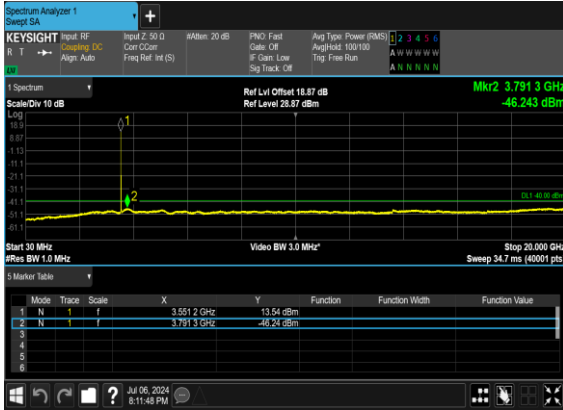 Spectrum Analyzer 1
Swept SA
+
KEYSIGHT Input: RF Input Z: 50 Ω #Atten: 20 dB PNO: Fast Avg Type: Power (RMS) 1 2 3 4 5 6
R T Coupling: DC Corr CCorr Gate: Off Avg|Hold: 100/100 A W W W W W
Align: Auto Freq Ref: Int (S) IF Gain: Low Trig: Free Run
Sig Track: Off A N N N N N
1 Spectrum Ref Lvl Offset 18.87 dB Mkr2 3.791 3 GHz
Scale/Div 10 dB Ref Level 28.87 dBm -46.243 dBm
Log
18.9
8.87
-1.13
-11.1
-21.1
-31.1
-41.1
-51.1
-61.1
1
2
DL1 -40.00 dBm
Start 30 MHz Video BW 3.0 MHz* Stop 20.000 GHz
#Res BW 1.0 MHz Sweep 34.7 ms (40001 pts)
5 Marker Table
Mode Trace Scale X Y Function Function Width Function Value
1 N 1 f 3.551 2 GHz 13.54 dBm
2 N 1 f 3.791 3 GHz -46.24 dBm
3
4
5
6
? Jul 06, 2024
8:11:48 PM